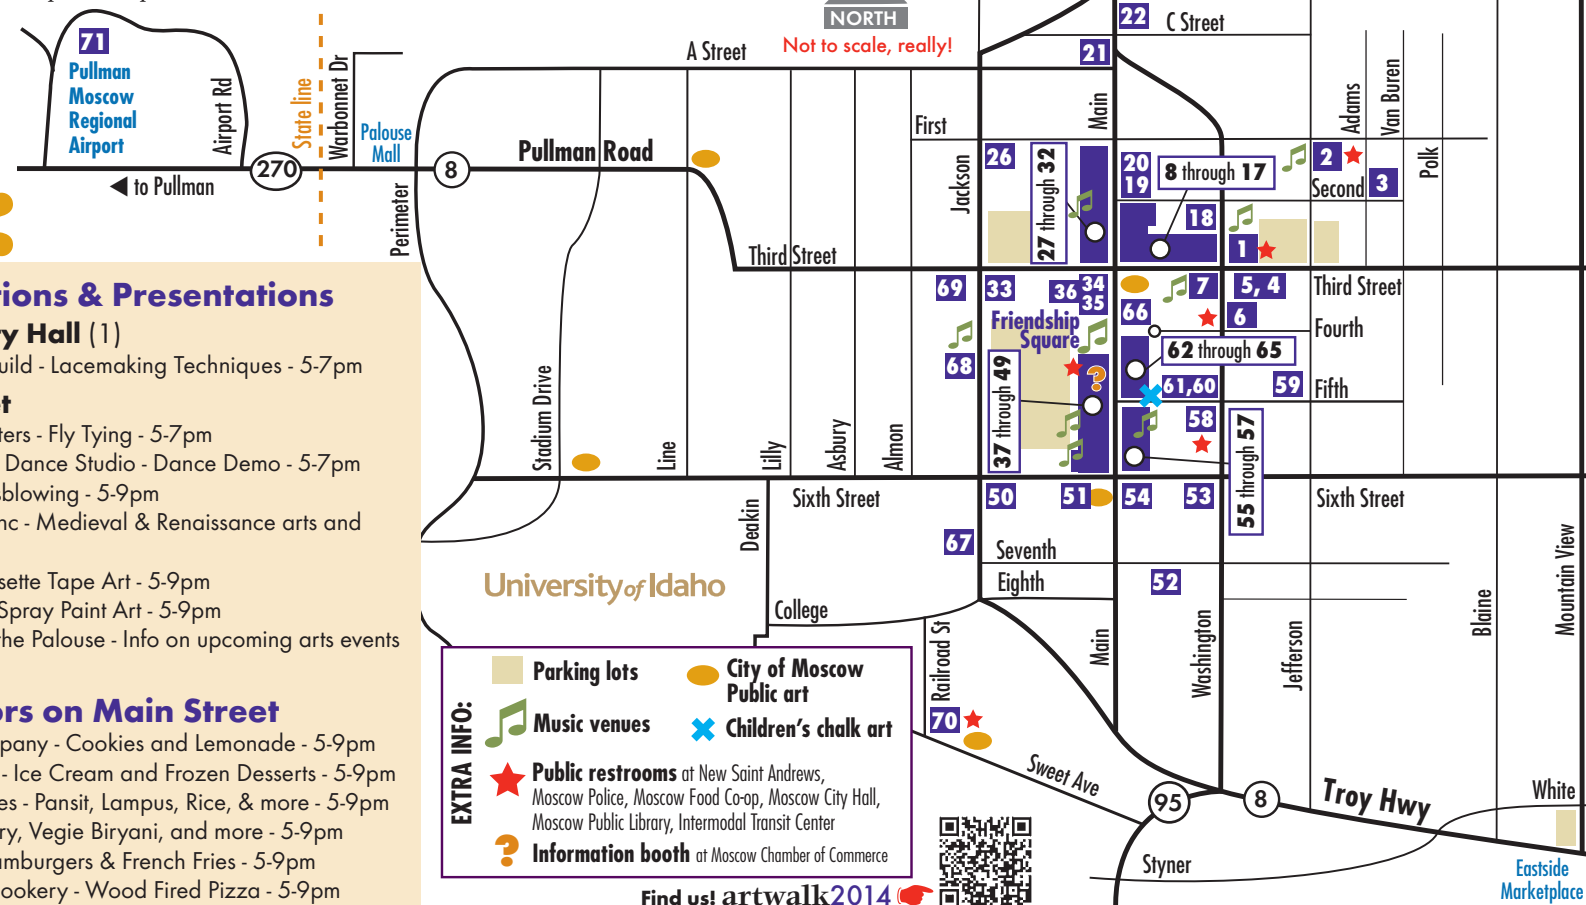 NORTH
Not to scale, really!
71
Pullman
Moscow
Regional
Airport
Airport Rd
State line
Warbonnet Dr
Palouse
Mall
270
8
to Pullman
Perimeter
Pullman Road
A Street
C Street
22
21
Main
First
Jackson
26
27 through 32
20
19
8 through 17
18
1
2
3
Second
Adams
Van Buren
Polk
Third Street
69
33
36
34
35
66
7
5, 4
6
Third Street
Fourth
Friendship
Square
62 through 65
68
37 through 49
61,60
59
Fifth
58
55 through 57
Stadium Drive
Line
Lilly
Asbury
Almon
Sixth Street
50
51
54
53
Sixth Street
Deakin
67
Seventh
Eighth
52
University of Idaho
College
Railroad St
Main
Washington
Jefferson
Blaine
Mountain View
70
Sweet Ave
95
8
Troy Hwy
White
Styner
Eastside
Marketplace
EXTRA INFO:
Parking lots
City of Moscow
Public art
Music venues
Children's chalk art
Public restrooms at New Saint Andrews,
Moscow Police, Moscow Food Co-op, Moscow City Hall,
Moscow Public Library, Intermodal Transit Center
? Information booth at Moscow Chamber of Commerce
Find us! artwalk2014
tions & Presentations
y Hall (1)
uild - Lacemaking Techniques - 5-7pm
t
ters - Fly Tying - 5-7pm
Dance Studio - Dance Demo - 5-7pm
sblowing - 5-9pm
nc - Medieval & Renaissance arts and
sette Tape Art - 5-9pm
Spray Paint Art - 5-9pm
the Palouse - Info on upcoming arts events
ors on Main Street
pany - Cookies and Lemonade - 5-9pm
- Ice Cream and Frozen Desserts - 5-9pm
es - Pansit, Lampus, Rice, & more - 5-9pm
ry, Vegie Biryani, and more - 5-9pm
amburgers & French Fries - 5-9pm
ookery - Wood Fired Pizza - 5-9pm